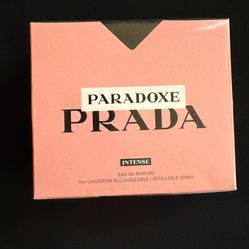 PARADOXE
PRADA
INTENSE
EAU DE PARFUM
VAPORISATEUR RECHARGEABLE / REFILLABLE SPRAY